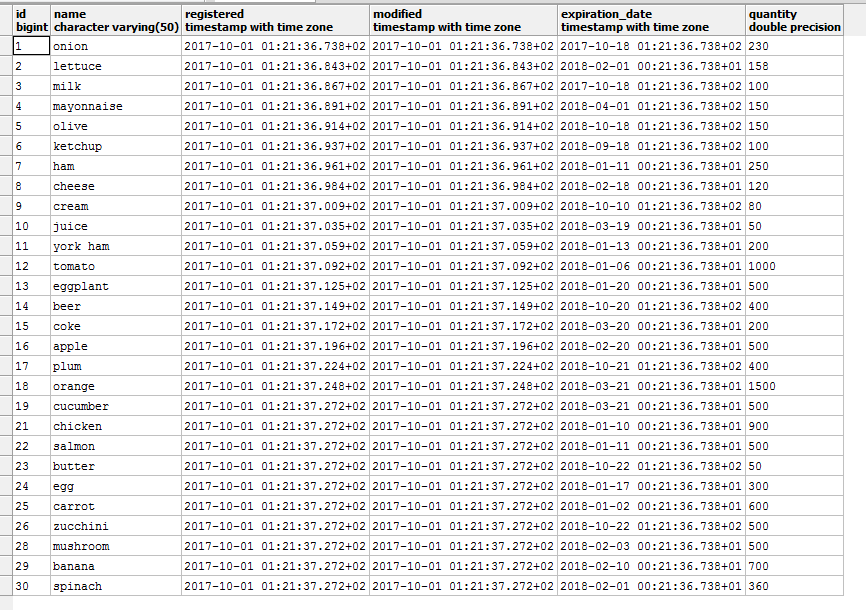 id name registered modified expiration_date quantity
bigint character varying(50) timestamp with time zone timestamp with time zone timestamp with time zone double precision
1 onion 2017-10-01 01:21:36.738+02 2017-10-01 01:21:36.738+02 2017-10-18 01:21:36.738+02 230
2 lettuce 2017-10-01 01:21:36.843+02 2017-10-01 01:21:36.843+02 2018-02-01 00:21:36.738+01 158
3 milk 2017-10-01 01:21:36.867+02 2017-10-01 01:21:36.867+02 2017-10-18 01:21:36.738+02 100
4 mayonnaise 2017-10-01 01:21:36.891+02 2017-10-01 01:21:36.891+02 2018-04-01 01:21:36.738+02 150
5 olive 2017-10-01 01:21:36.914+02 2017-10-01 01:21:36.914+02 2018-10-18 01:21:36.738+02 150
6 ketchup 2017-10-01 01:21:36.937+02 2017-10-01 01:21:36.937+02 2018-09-18 01:21:36.738+02 100
7 ham 2017-10-01 01:21:36.961+02 2017-10-01 01:21:36.961+02 2018-01-11 00:21:36.738+01 250
8 cheese 2017-10-01 01:21:36.984+02 2017-10-01 01:21:36.984+02 2018-02-18 00:21:36.738+01 120
9 cream 2017-10-01 01:21:37.009+02 2017-10-01 01:21:37.009+02 2018-10-10 01:21:36.738+02 80
10 juice 2017-10-01 01:21:37.035+02 2017-10-01 01:21:37.035+02 2018-03-19 00:21:36.738+01 50
11 york ham 2017-10-01 01:21:37.059+02 2017-10-01 01:21:37.059+02 2018-01-13 00:21:36.738+01 200
12 tomato 2017-10-01 01:21:37.092+02 2017-10-01 01:21:37.092+02 2018-01-06 00:21:36.738+01 1000
13 eggplant 2017-10-01 01:21:37.125+02 2017-10-01 01:21:37.125+02 2018-01-20 00:21:36.738+01 500
14 beer 2017-10-01 01:21:37.149+02 2017-10-01 01:21:37.149+02 2018-10-20 01:21:36.738+02 400
15 coke 2017-10-01 01:21:37.172+02 2017-10-01 01:21:37.172+02 2018-03-20 00:21:36.738+01 200
16 apple 2017-10-01 01:21:37.196+02 2017-10-01 01:21:37.196+02 2018-02-20 00:21:36.738+01 500
17 plum 2017-10-01 01:21:37.224+02 2017-10-01 01:21:37.224+02 2018-10-21 01:21:36.738+02 400
18 orange 2017-10-01 01:21:37.248+02 2017-10-01 01:21:37.248+02 2018-03-21 00:21:36.738+01 1500
19 cucumber 2017-10-01 01:21:37.272+02 2017-10-01 01:21:37.272+02 2018-03-21 00:21:36.738+01 500
21 chicken 2017-10-01 01:21:37.272+02 2017-10-01 01:21:37.272+02 2018-01-10 00:21:36.738+01 900
22 salmon 2017-10-01 01:21:37.272+02 2017-10-01 01:21:37.272+02 2018-01-11 00:21:36.738+01 500
23 butter 2017-10-01 01:21:37.272+02 2017-10-01 01:21:37.272+02 2018-10-22 01:21:36.738+02 50
24 egg 2017-10-01 01:21:37.272+02 2017-10-01 01:21:37.272+02 2018-01-17 00:21:36.738+01 300
25 carrot 2017-10-01 01:21:37.272+02 2017-10-01 01:21:37.272+02 2018-01-02 00:21:36.738+01 600
26 zucchini 2017-10-01 01:21:37.272+02 2017-10-01 01:21:37.272+02 2018-10-22 01:21:36.738+02 500
28 mushroom 2017-10-01 01:21:37.272+02 2017-10-01 01:21:37.272+02 2018-02-03 00:21:36.738+01 500
29 banana 2017-10-01 01:21:37.272+02 2017-10-01 01:21:37.272+02 2018-02-10 00:21:36.738+01 700
30 spinach 2017-10-01 01:21:37.272+02 2017-10-01 01:21:37.272+02 2018-02-01 00:21:36.738+01 360